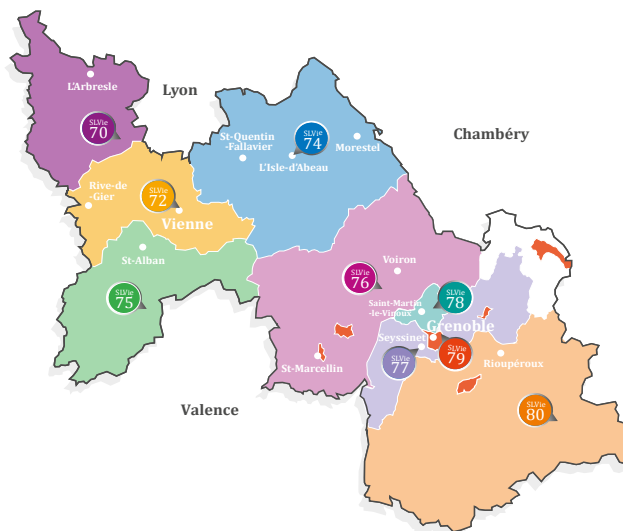 L'Arbresle
Lyon
SLVie
70
St-Quentin
-Fallavier
SLVie
74
Morestel
Chambéry
L'Isle-d'Abeau
Rive-de
-Gier
SLVie
72
Vienne
St-Alban
SLVie
75
Voiron
SLVie
76
SLVie
78
Saint-Martin
-le-Vinoux
Grenoble
Seyssinet
SLVie
77
SLVie
79
St-Marcellin
Rioupéroux
Valence
SLVie
80